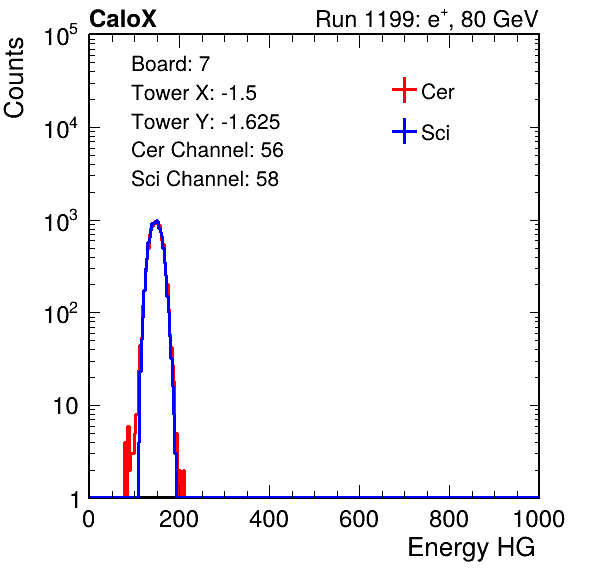 CaloX Run 1199: e⁺, 80 GeV
Counts
10⁵
10⁴
10³
10²
10
1
Board: 7
Tower X: -1.5
Tower Y: -1.625
Cer Channel: 56
Sci Channel: 58
Cer
Sci
0 200 400 600 800 1000
Energy HG